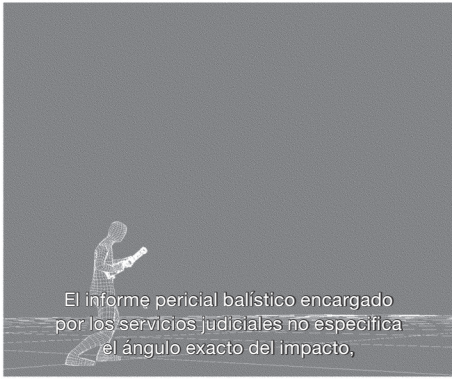 El informe pericial balístico encargado
por los servicios judiciales no especifica
el ángulo exacto del impacto,